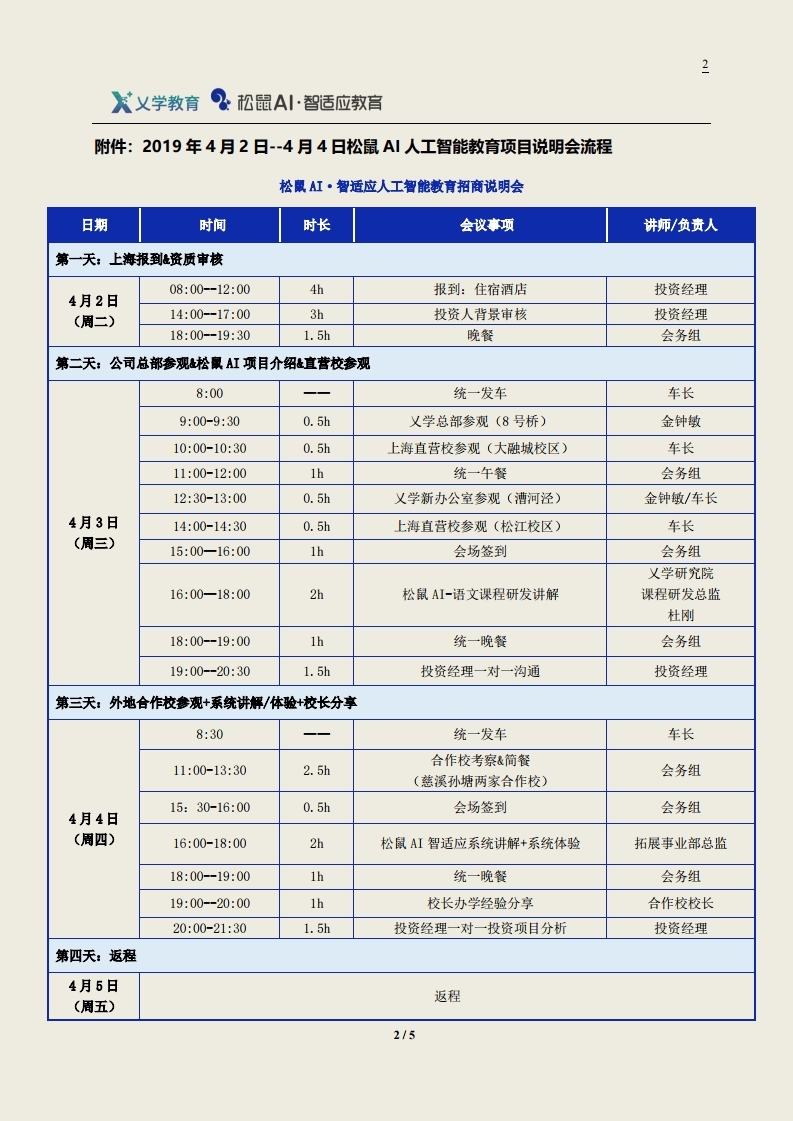 2
乂学教育 松鼠AI·智适应教育
附件：2019 年 4 月 2 日--4 月 4 日松鼠 AI 人工智能教育项目说明会流程
松鼠 AI·智适应人工智能教育招商说明会
日期 时间 时长 会议事项 讲师/负责人
第一天：上海报到&资质审核
4 月 2 日
（周二）
08:00—12:00 4h 报到：住宿酒店 投资经理
14:00—17:00 3h 投资人背景审核 投资经理
18:00—19:30 1.5h 晚餐 会务组
第二天：公司总部参观&松鼠 AI 项目介绍&直营校参观
4 月 3 日
（周三）
8:00 —— 统一发车 车长
9:00-9:30 0.5h 乂学总部参观（8 号桥） 金钟敏
10:00-10:30 0.5h 上海直营校参观（大融城校区） 车长
11:00-12:00 1h 统一午餐 会务组
12:30-13:00 0.5h 乂学新办公室参观（漕河泾） 金钟敏/车长
14:00-14:30 0.5h 上海直营校参观（松江校区） 车长
15:00—16:00 1h 会场签到 会务组
16:00—18:00 2h 松鼠 AI-语文课程研发讲解 乂学研究院
课程研发总监
杜刚
18:00—19:00 1h 统一晚餐 会务组
19:00—20:30 1.5h 投资经理一对一沟通 投资经理
第三天：外地合作校参观+系统讲解/体验+校长分享
4 月 4 日
（周四）
8:30 —— 统一发车 车长
11:00-13:30 2.5h 合作校考察&简餐
（慈溪孙塘两家合作校） 会务组
15：30-16:00 0.5h 会场签到 会务组
16:00-18:00 2h 松鼠 AI 智适应系统讲解+系统体验 拓展事业部总监
18:00—19:00 1h 统一晚餐 会务组
19:00—20:00 1h 校长办学经验分享 合作校校长
20:00-21:30 1.5h 投资经理一对一投资项目分析 投资经理
第四天：返程
4 月 5 日
（周五）
返程
2 / 5